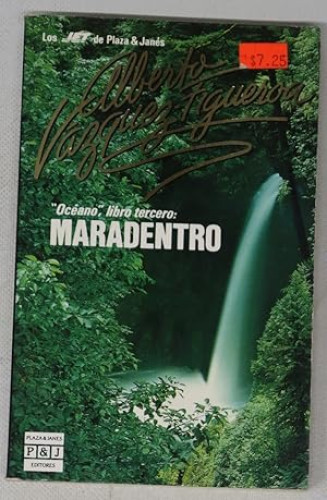 Los JET de Plaza & Janés
$7.25
Alberto
Vázquez-Figueroa
"Océano", libro tercero:
MARADENTRO
PLAZA & JANES
P & J
EDITORES